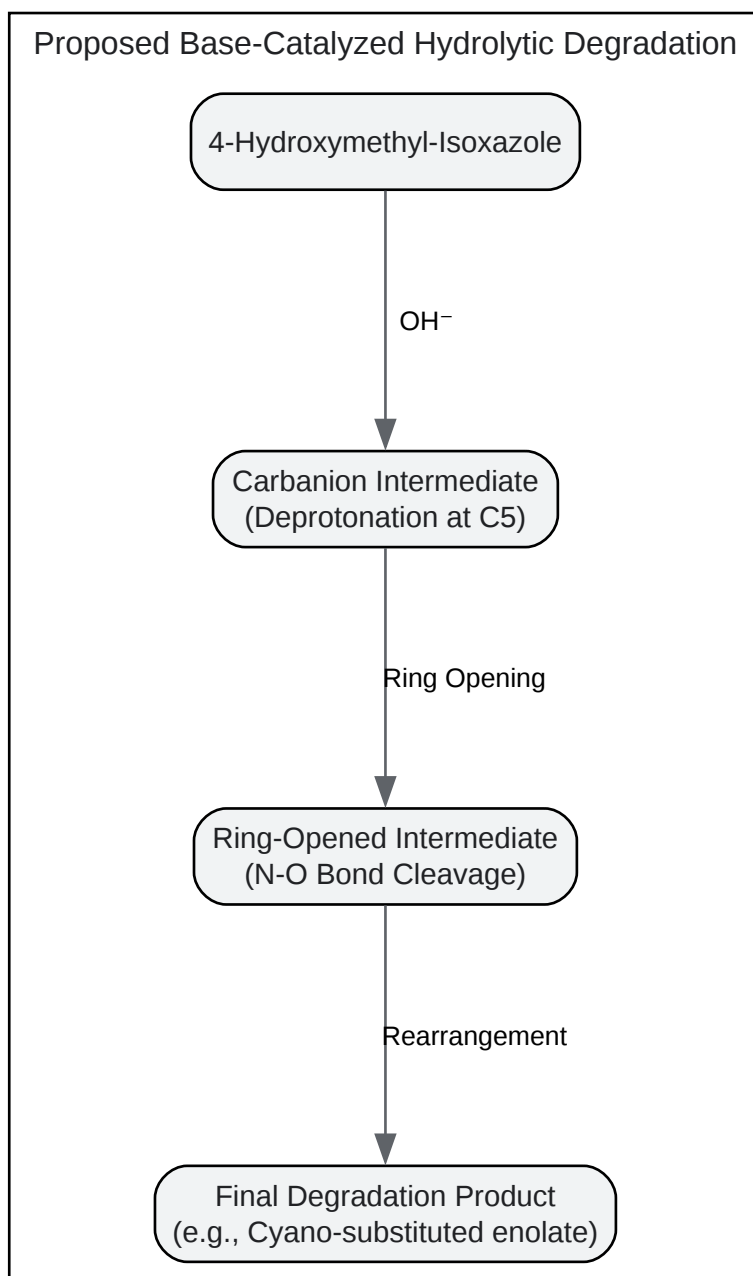 Proposed Base-Catalyzed Hydrolytic Degradation
4-Hydroxymethyl-Isoxazole
OH⁻
Carbanion Intermediate
(Deprotonation at C5)
Ring Opening
Ring-Opened Intermediate
(N-O Bond Cleavage)
Rearrangement
Final Degradation Product
(e.g., Cyano-substituted enolate)